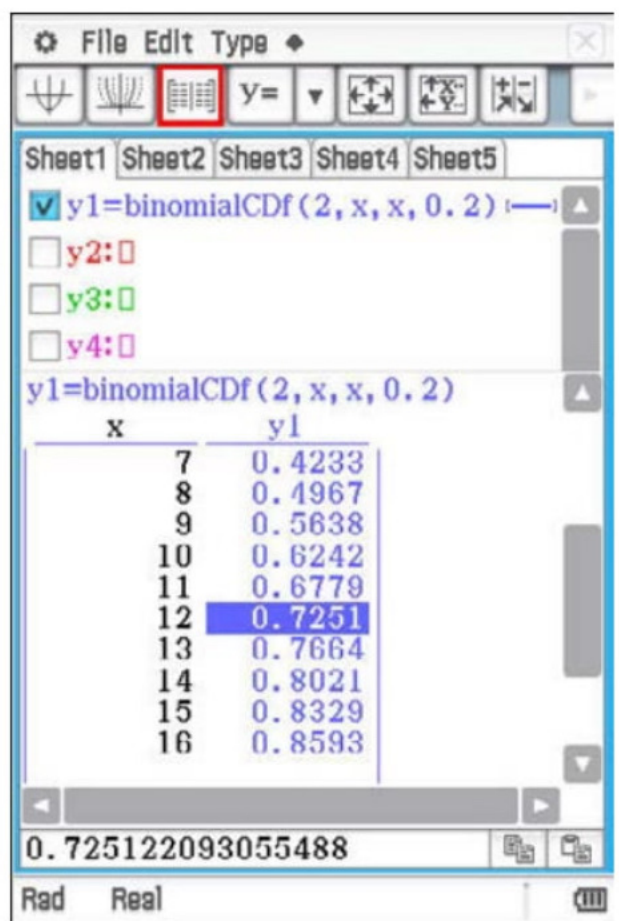 File Edit Type
y=
Sheet1 Sheet2 Sheet3 Sheet4 Sheet5
y1=binomialCDf(2,x,x,0.2)
y2:
y3:
y4:
y1=binomialCDf(2,x,x,0.2)
x y1
7 0.4233
8 0.4967
9 0.5638
10 0.6242
11 0.6779
12 0.7251
13 0.7664
14 0.8021
15 0.8329
16 0.8593
0.725122093055488
Rad Real